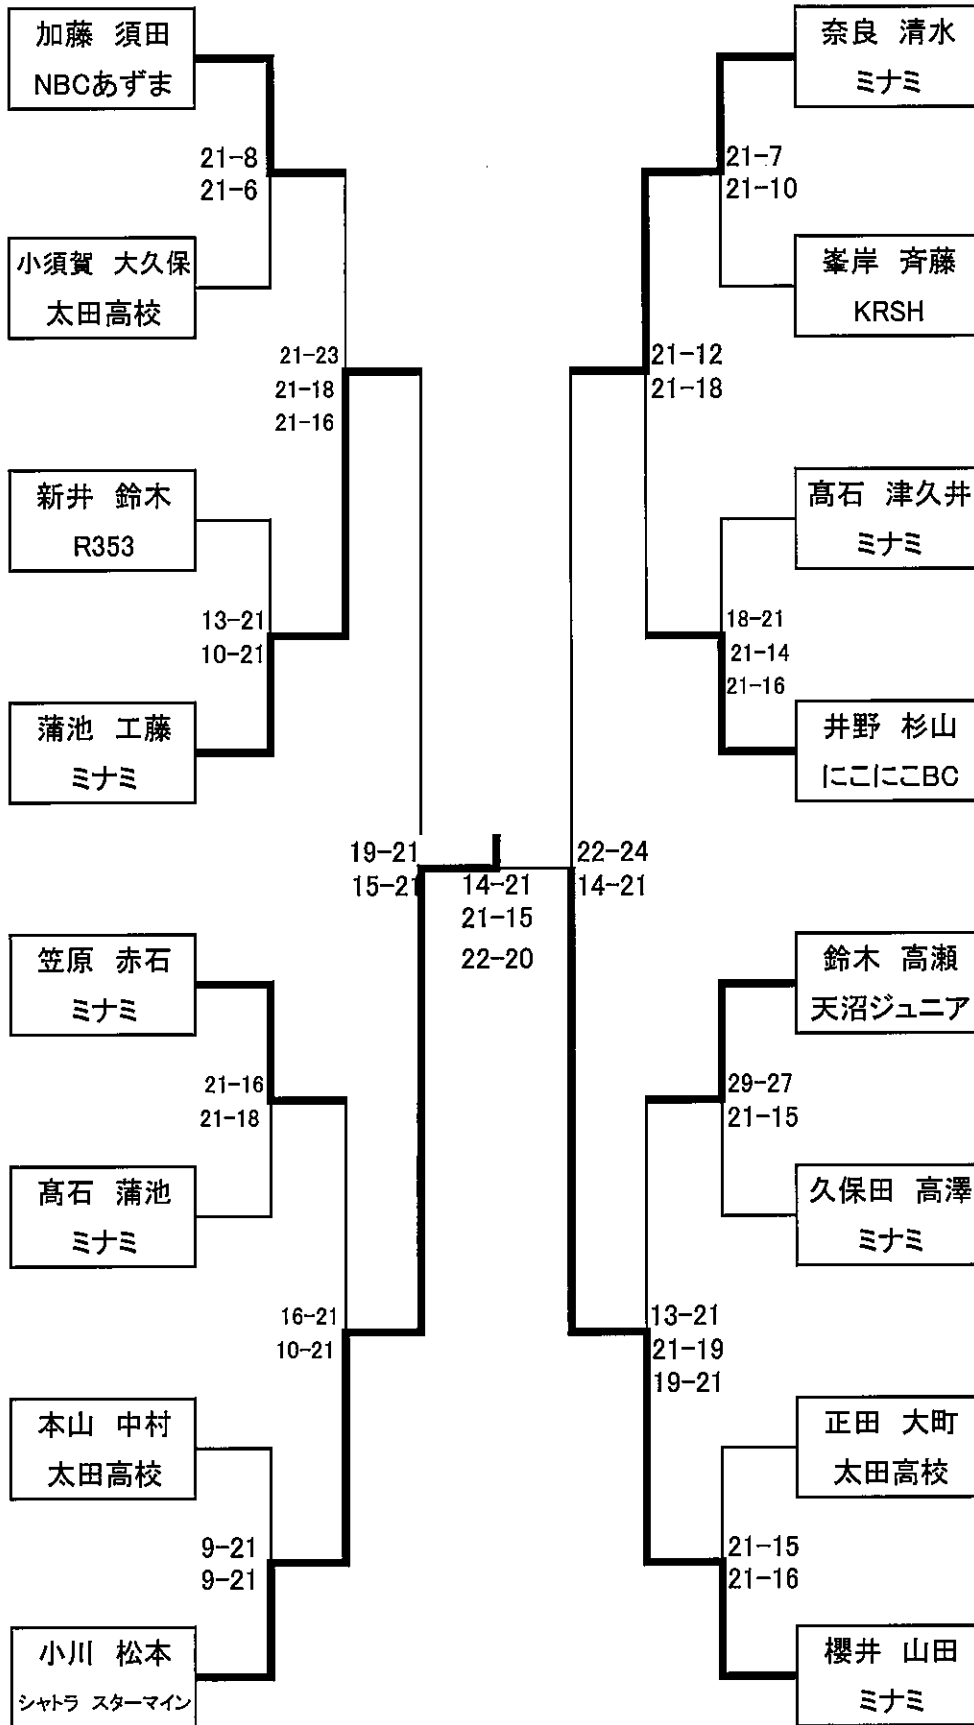 加藤 須田
NBCあずま
21-8
21-6
小須賀 大久保
太田高校
21-23
21-18
21-16
新井 鈴木
R353
13-21
10-21
蒲池 工藤
ミナミ
19-21
15-21
笠原 赤石
ミナミ
21-16
21-18
髙石 蒲池
ミナミ
16-21
10-21
本山 中村
太田高校
9-21
9-21
小川 松本
シャトラ スターマイン
14-21
21-15
22-20
奈良 清水
ミナミ
21-7
21-10
峯岸 斉藤
KRSH
21-12
21-18
髙石 津久井
ミナミ
18-21
21-14
21-16
井野 杉山
にこにこBC
22-24
14-21
鈴木 高瀬
天沼ジュニア
29-27
21-15
久保田 高澤
ミナミ
13-21
21-19
19-21
正田 大町
太田高校
21-15
21-16
櫻井 山田
ミナミ